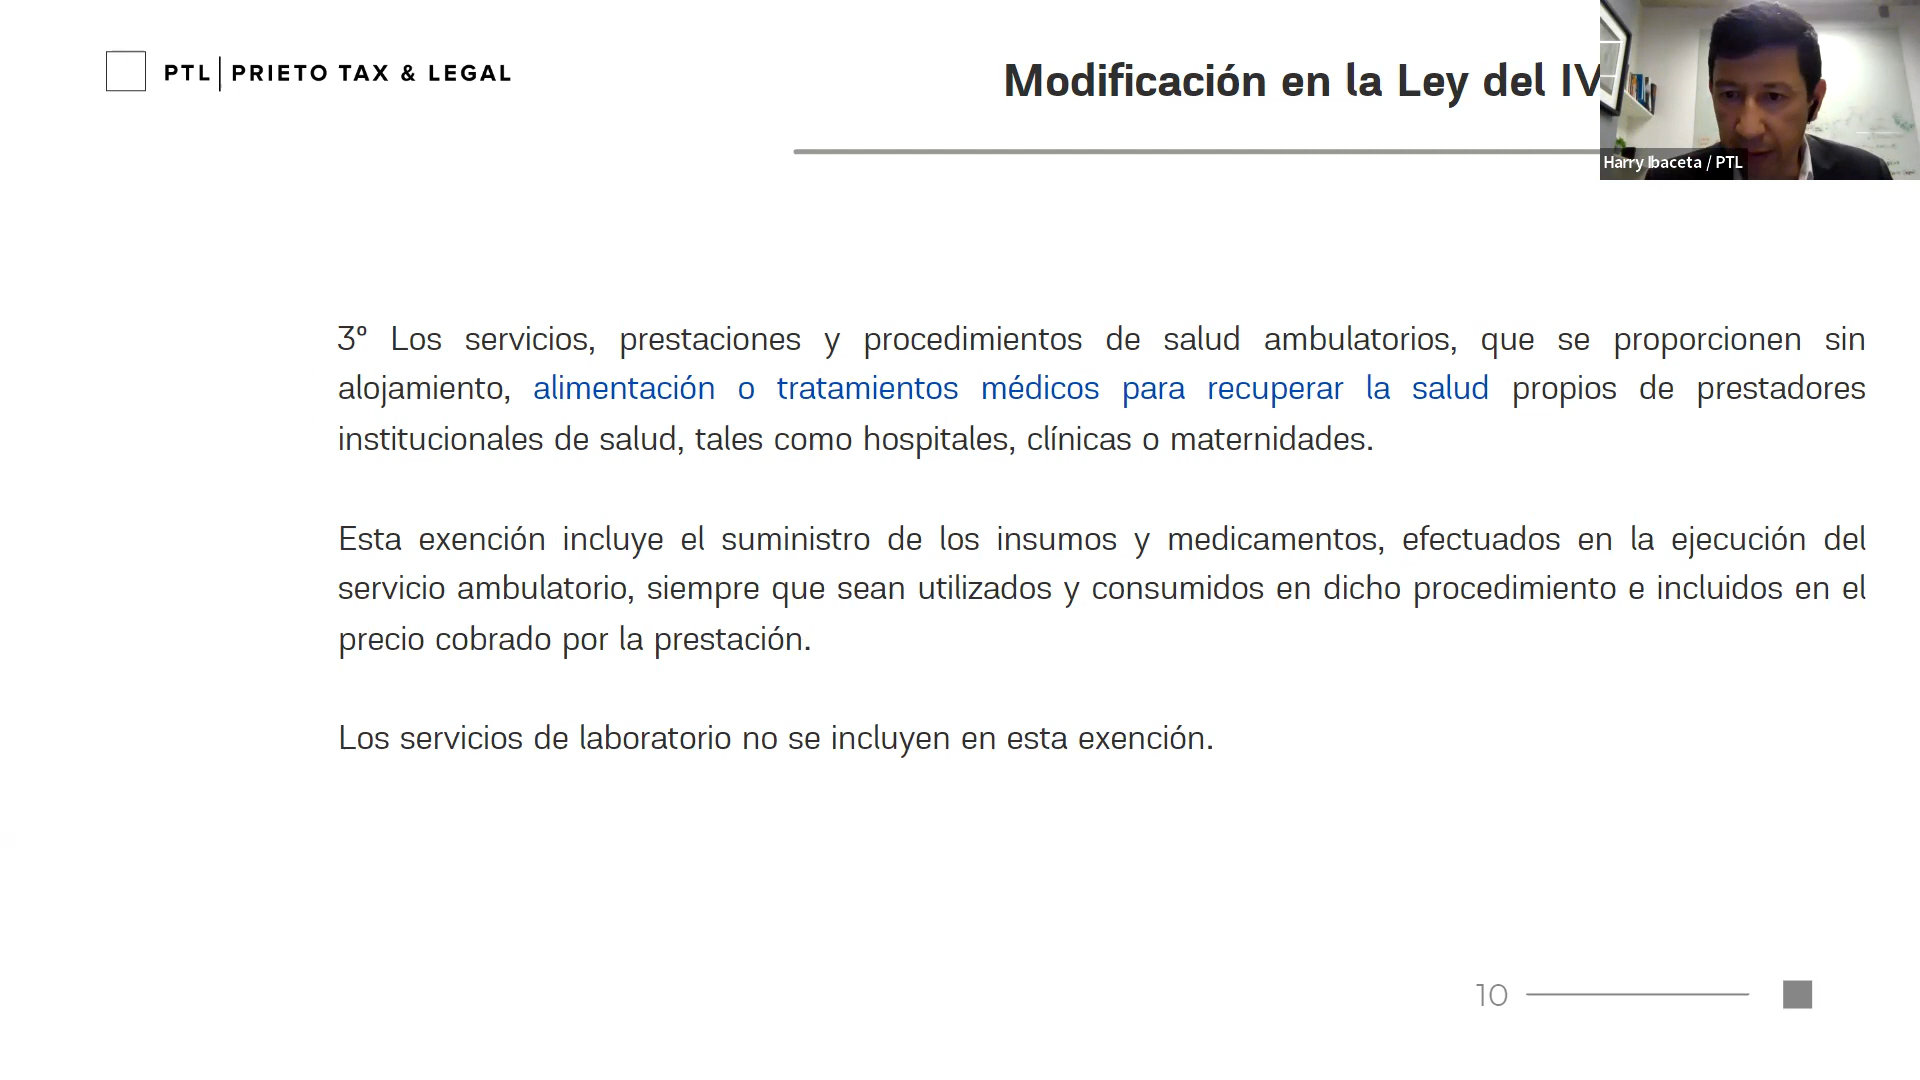 PTL | PRIETO TAX & LEGAL
Modificación en la Ley del IV
Harry Ibaceta / PTL
3° Los servicios, prestaciones y procedimientos de salud ambulatorios, que se proporcionen sin
alojamiento, alimentación o tratamientos médicos para recuperar la salud propios de prestadores
institucionales de salud, tales como hospitales, clínicas o maternidades.
Esta exención incluye el suministro de los insumos y medicamentos, efectuados en la ejecución del
servicio ambulatorio, siempre que sean utilizados y consumidos en dicho procedimiento e incluidos en el
precio cobrado por la prestación.
Los servicios de laboratorio no se incluyen en esta exención.
10